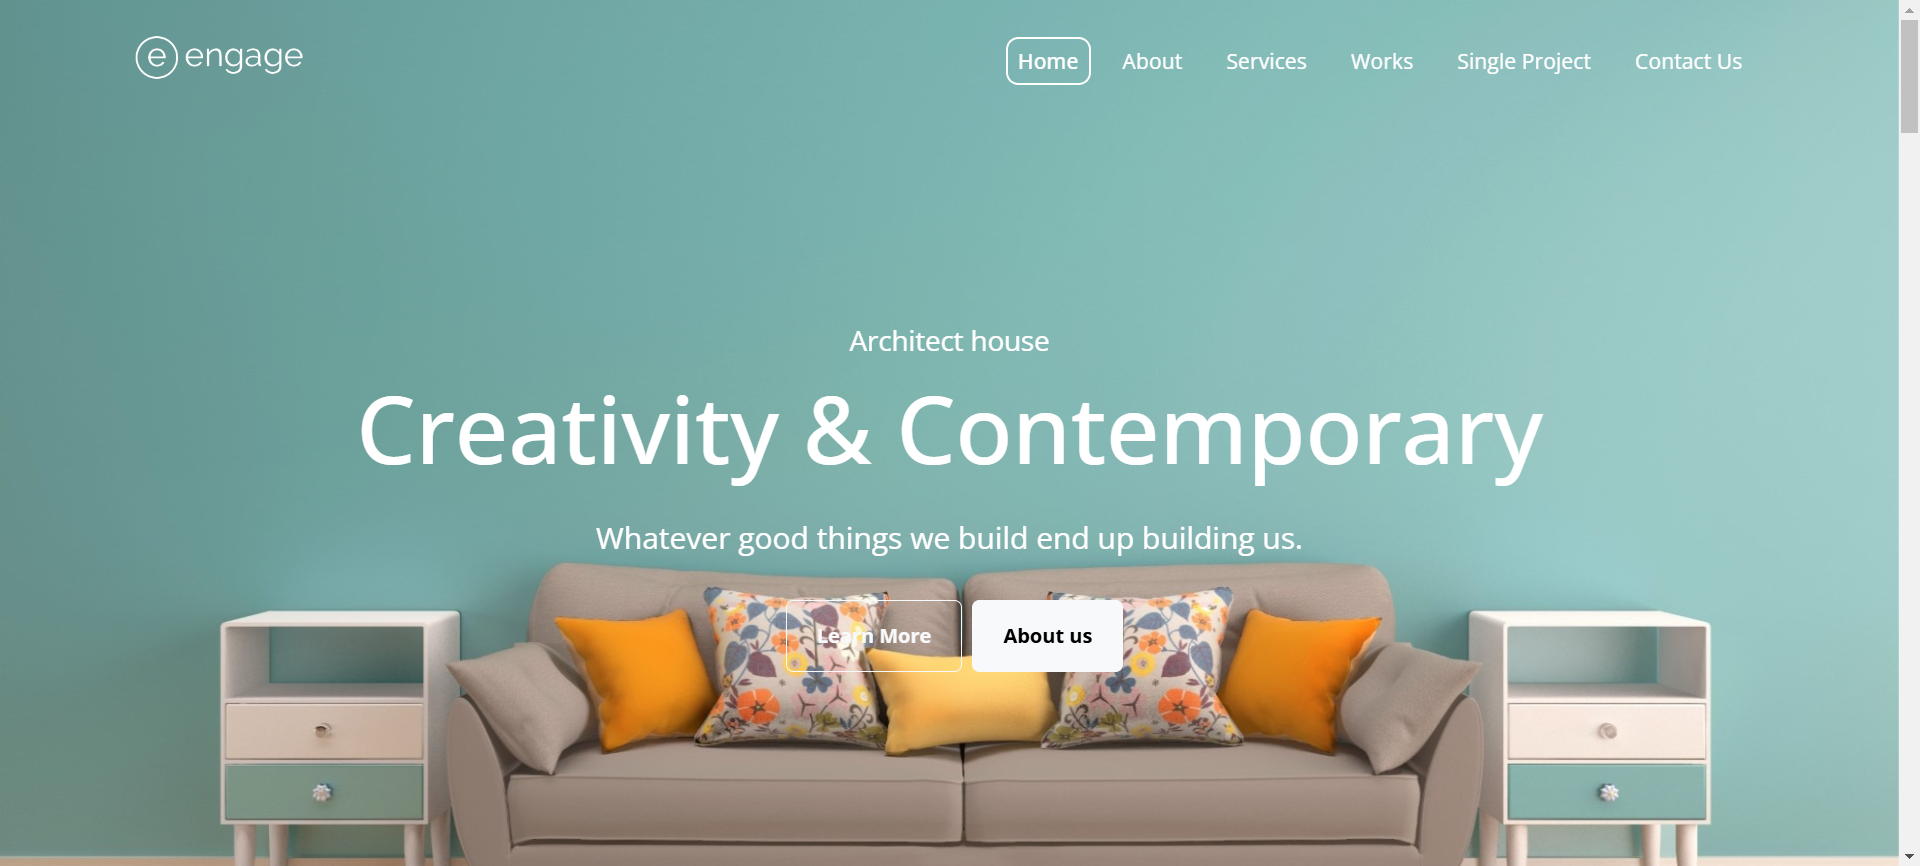 e engage
Home About Services Works Single Project Contact Us
Architect house
Creativity & Contemporary
Whatever good things we build end up building us.
Learn More About us